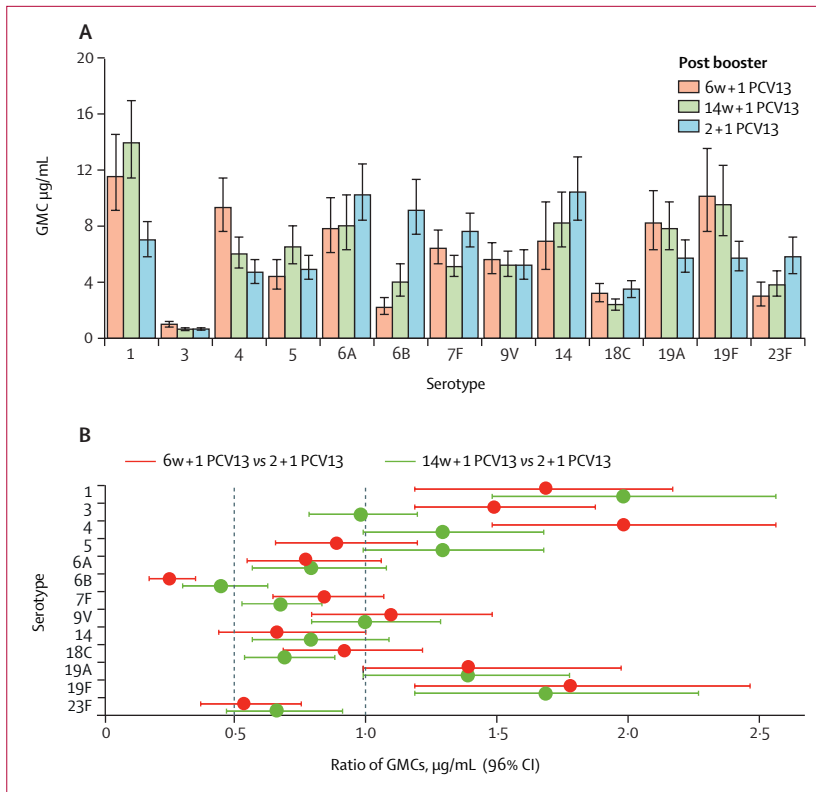 A
20
16
12
8
4
0
GMC µg/mL
Post booster
6w+1 PCV13
14w+1 PCV13
2+1 PCV13
1 3 4 5 6A 6B 7F 9V 14 18C 19A 19F 23F
Serotype
B
6w+1 PCV13 vs 2+1 PCV13 14w+1 PCV13 vs 2+1 PCV13
Serotype
1
3
4
5
6A
6B
7F
9V
14
18C
19A
19F
23F
0 0·5 1·0 1·5 2·0 2·5
Ratio of GMCs, µg/mL (96% CI)